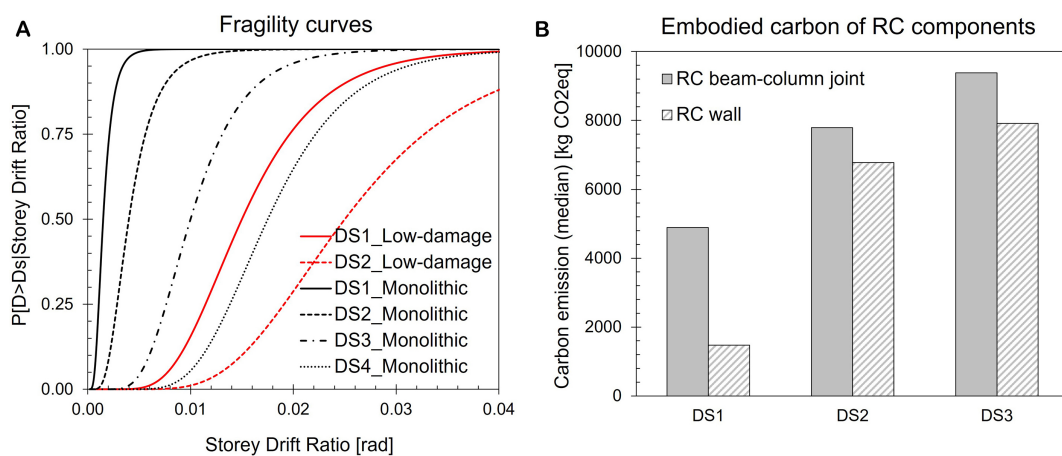 A
Fragility curves
P[D>Ds|Storey Drift Ratio]
1.00
0.75
0.50
0.25
0.00
DS1_Low-damage
DS2_Low-damage
DS1_Monolithic
DS2_Monolithic
DS3_Monolithic
DS4_Monolithic
0.00 0.01 0.02 0.03 0.04
Storey Drift Ratio [rad]
B
Embodied carbon of RC components
Carbon emission (median) [kg CO2eq]
10000
8000
6000
4000
2000
0
RC beam-column joint
RC wall
DS1 DS2 DS3